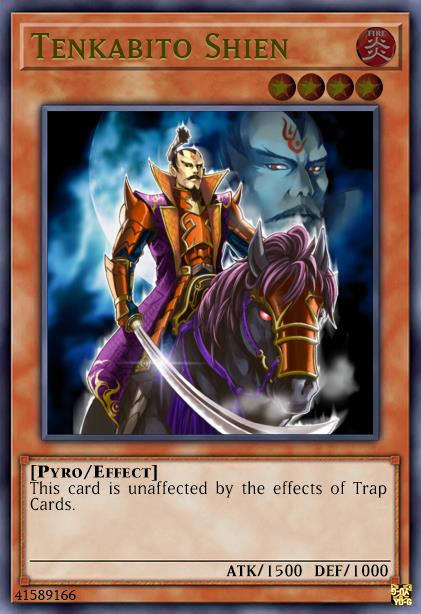 Tenkabito Shien
FIRE
炎
[Pyro/Effect]
This card is unaffected by the effects of Trap
Cards.
ATK/1500 DEF/1000
41589166